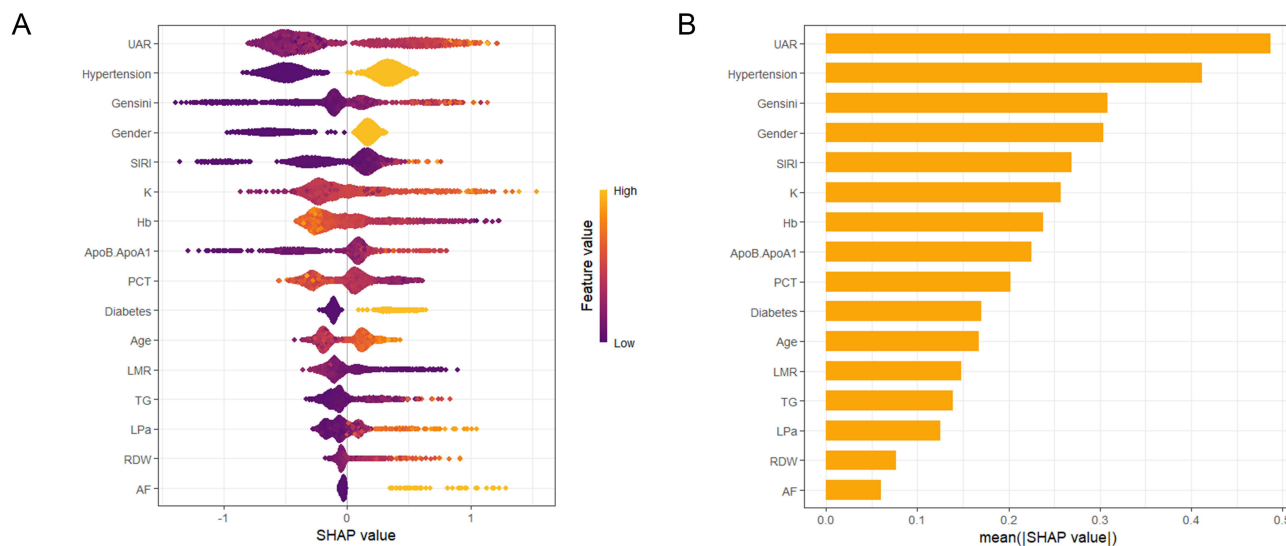 A
UAR
Hypertension
Gensini
Gender
SIRI
K
Hb
ApoB.ApoA1
PCT
Diabetes
Age
LMR
TG
LPa
RDW
AF
-1
0
1
SHAP value
High
Low
Feature value
B
UAR
Hypertension
Gensini
Gender
SIRI
K
Hb
ApoB.ApoA1
PCT
Diabetes
Age
LMR
TG
LPa
RDW
AF
0.0
0.1
0.2
0.3
0.4
0.5
mean(|SHAP value|)